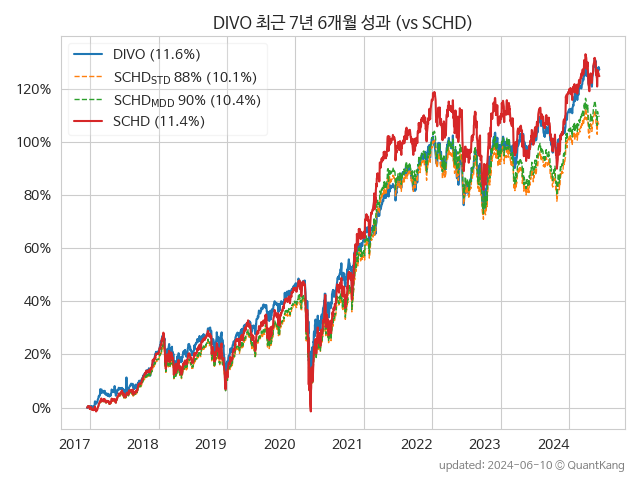 DIVO 최근 7년 6개월 성과 (vs SCHD)
DIVO (11.6%)
SCHD_STD 88% (10.1%)
SCHD_MDD 90% (10.4%)
SCHD (11.4%)
120%
100%
80%
60%
40%
20%
0%
2017 2018 2019 2020 2021 2022 2023 2024
updated: 2024-06-10 © QuantKang